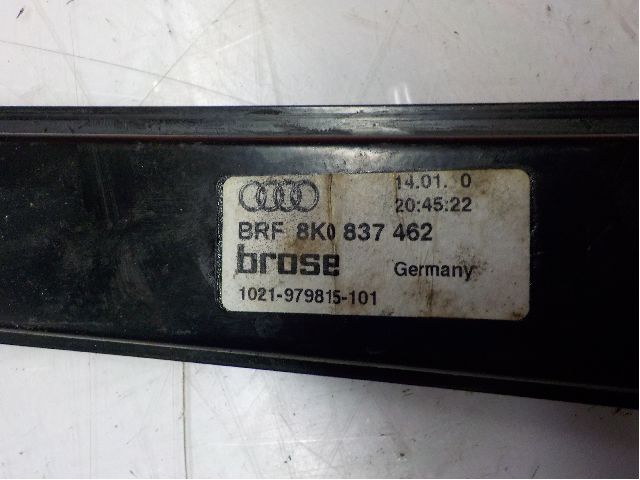 14.01. 0
20:45:22
BRF 8K0 837 462
brose Germany
1021-979815-101